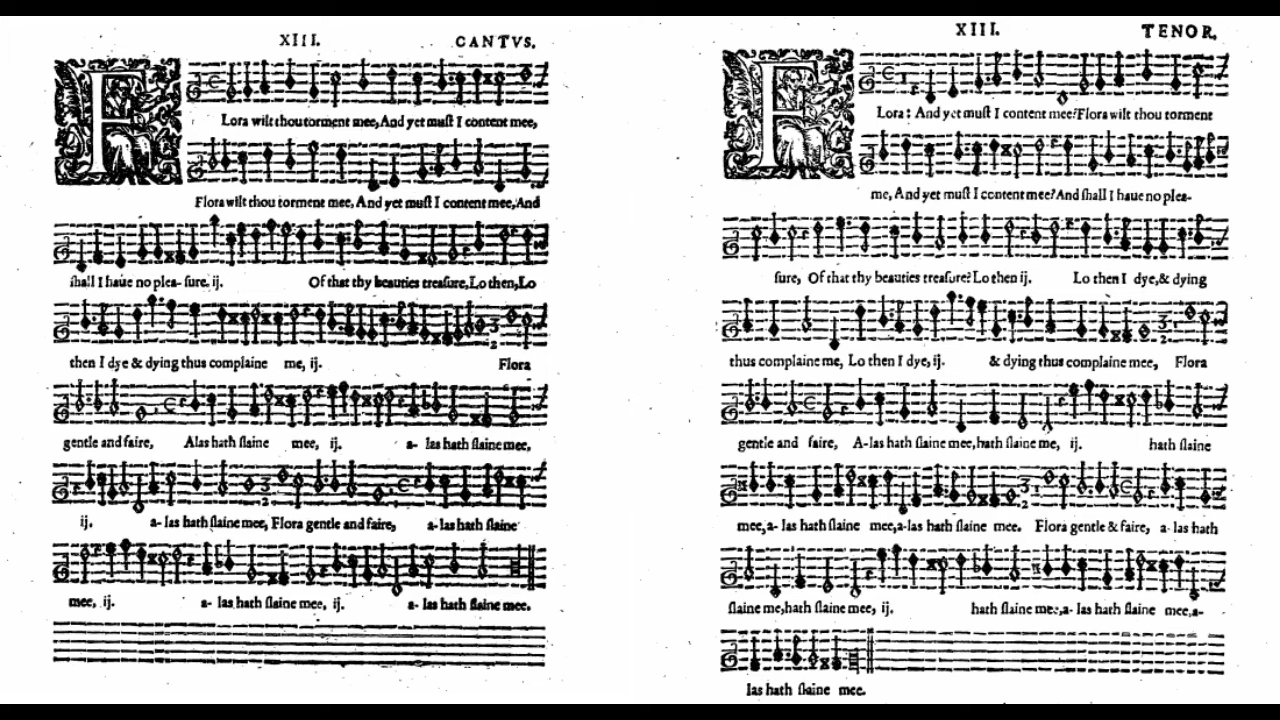 XIII. CANTVS.
FLora wilt thou torment mee, And yet muſt I content mee,
Flora wilt thou torment mee, And yet muſt I content mee, And
ſhall I haue no plea- ſure. ij. Of that thy beauties treaſure, Lo then, Lo
then I dye & dying thus complaine me, ij. Flora
gentle and faire, Alas hath ſlaine mee, ij. a- las hath ſlaine mee.
ij. a- las hath ſlaine mee, Flora gentle and faire, a-las hath ſlaine
mee, ij. a- las hath ſlaine mee, ij. a- las hath ſlaine mee.
XIII. TENOR.
FLora: And yet muſt I content mee? Flora wilt thou torment
me, And yet muſt I content mee? And ſhall I haue no plea-
ſure, Of that thy beauties treaſure? Lo then ij. Lo then I dye, & dying
thus complaine me, Lo then I dye, ij. & dying thus complaine mee, Flora
gentle and faire, A-las hath ſlaine mee, hath ſlaine me, ij. hath ſlaine
mee, a- las hath ſlaine mee, a-las hath ſlaine mee. Flora gentle & faire, a- las hath
ſlaine me, hath ſlaine mee, ij. hath ſlaine mee, a- las hath ſlaine mee, a-
las hath ſlaine mee.